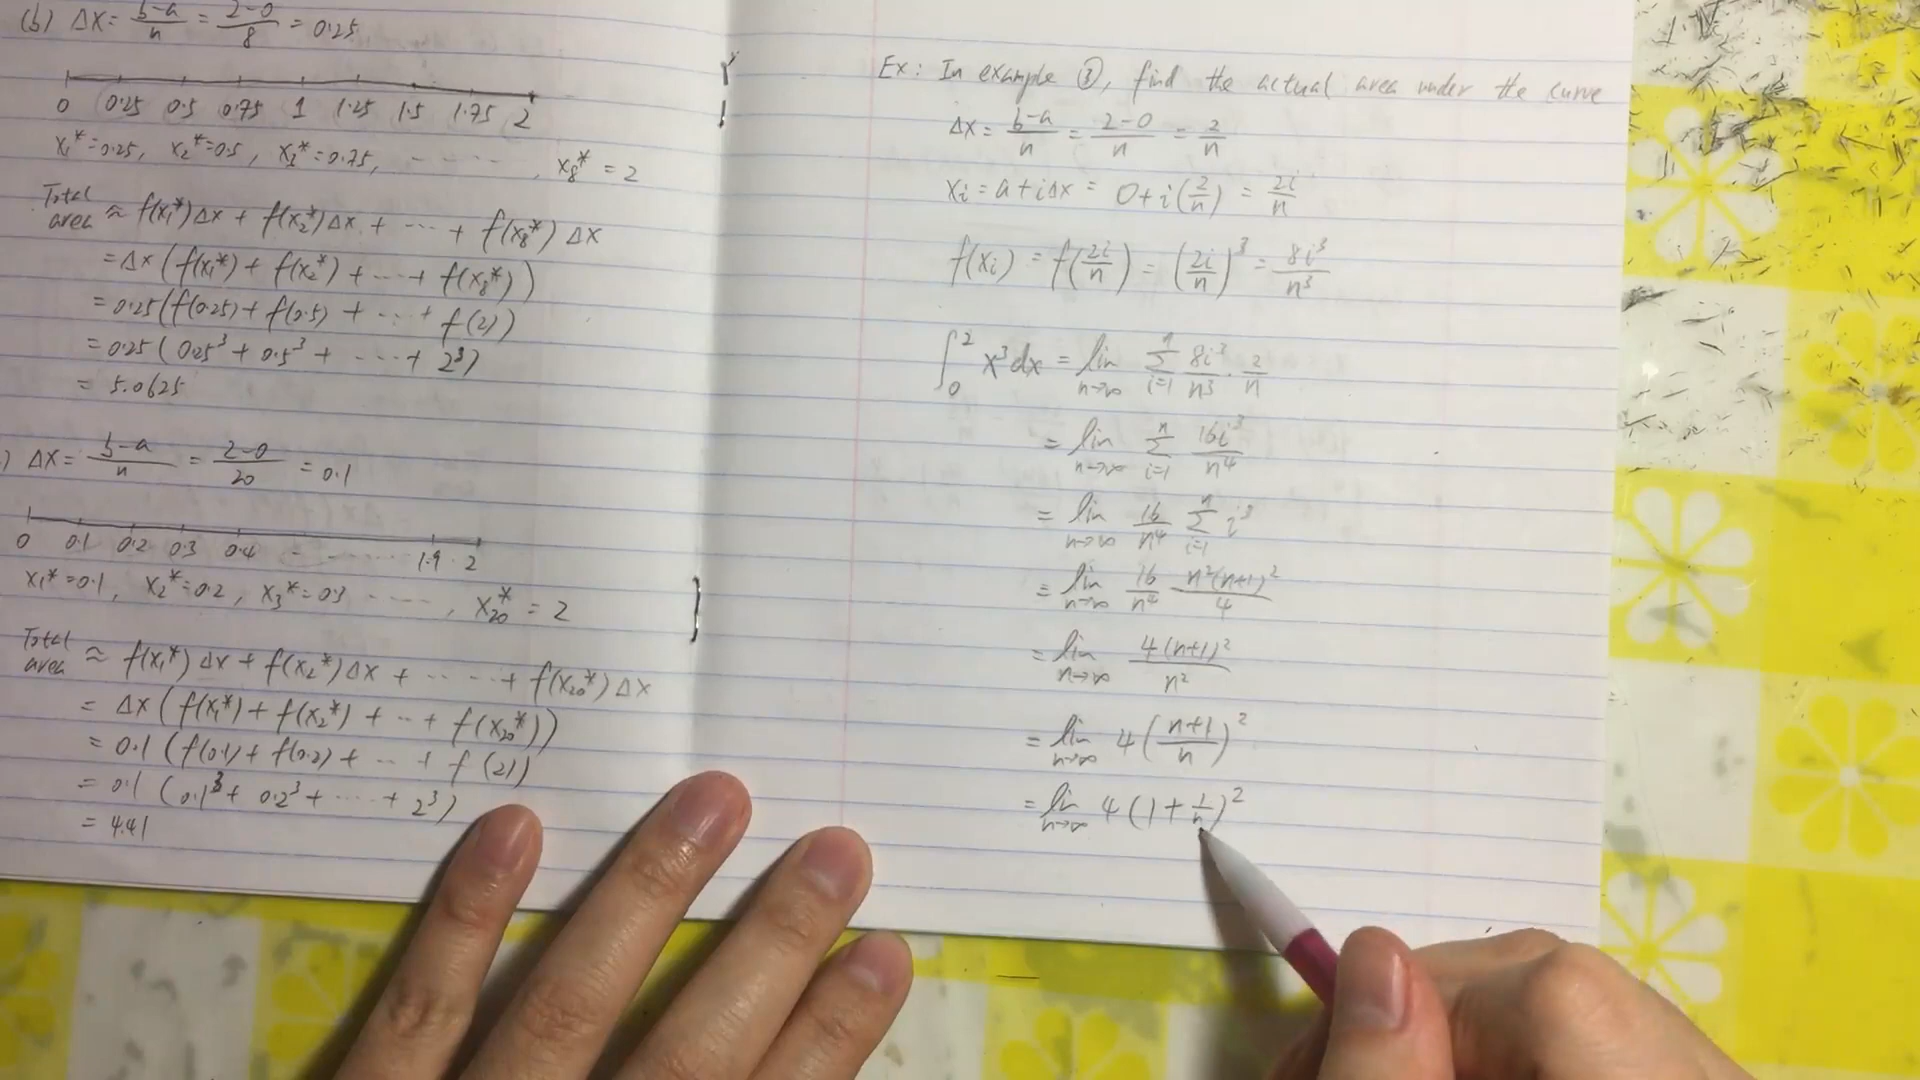 (b) Δx = b-a/n = 2-0/8 = 0.25
0 0.25 0.5 0.75 1 1.25 1.5 1.75 2
x₁* = 0.25, x₂* = 0.5, x₃* = 0.75, ......, x₈* = 2
Total area ≈ f(x₁*)Δx + f(x₂*)Δx + ... + f(x₈*)Δx
= Δx (f(x₁*) + f(x₂*) + ... + f(x₈*))
= 0.25 (f(0.25) + f(0.5) + ... + f(2))
= 0.25 (0.25³ + 0.5³ + ... + 2³)
= 5.0625
) Δx = b-a/n = 2-0/20 = 0.1
0 0.1 0.2 0.3 0.4 ...... 1.9 2
x₁* = 0.1, x₂* = 0.2, x₃* = 0.3 ......, x₂₀* = 2
Total area ≈ f(x₁*)Δx + f(x₂*)Δx + ... + f(x₂₀*)Δx
= Δx (f(x₁*) + f(x₂*) + ... + f(x₂₀*))
= 0.1 (f(0.1) + f(0.2) + ... + f(2))
= 0.1 (0.1³ + 0.2³ + ... + 2³)
= 4.41
Ex: In example ③, find the actual area under the curve
Δx = b-a/n = 2-0/n = 2/n
xᵢ = a + iΔx = 0 + i(2/n) = 2i/n
f(xᵢ) = f(2i/n) = (2i/n)³ = 8i³/n³
∫₀² x³dx = lim n→∞ Σ i=1 n 8i³/n³ · 2/n
= lim n→∞ Σ i=1 n 16i³/n⁴
= lim n→∞ 16/n⁴ Σ i=1 n i³
= lim n→∞ 16/n⁴ n²(n+1)²/4
= lim n→∞ 4(n+1)²/n²
= lim n→∞ 4(n+1/n)²
= lim n→∞ 4(1+1/n)²